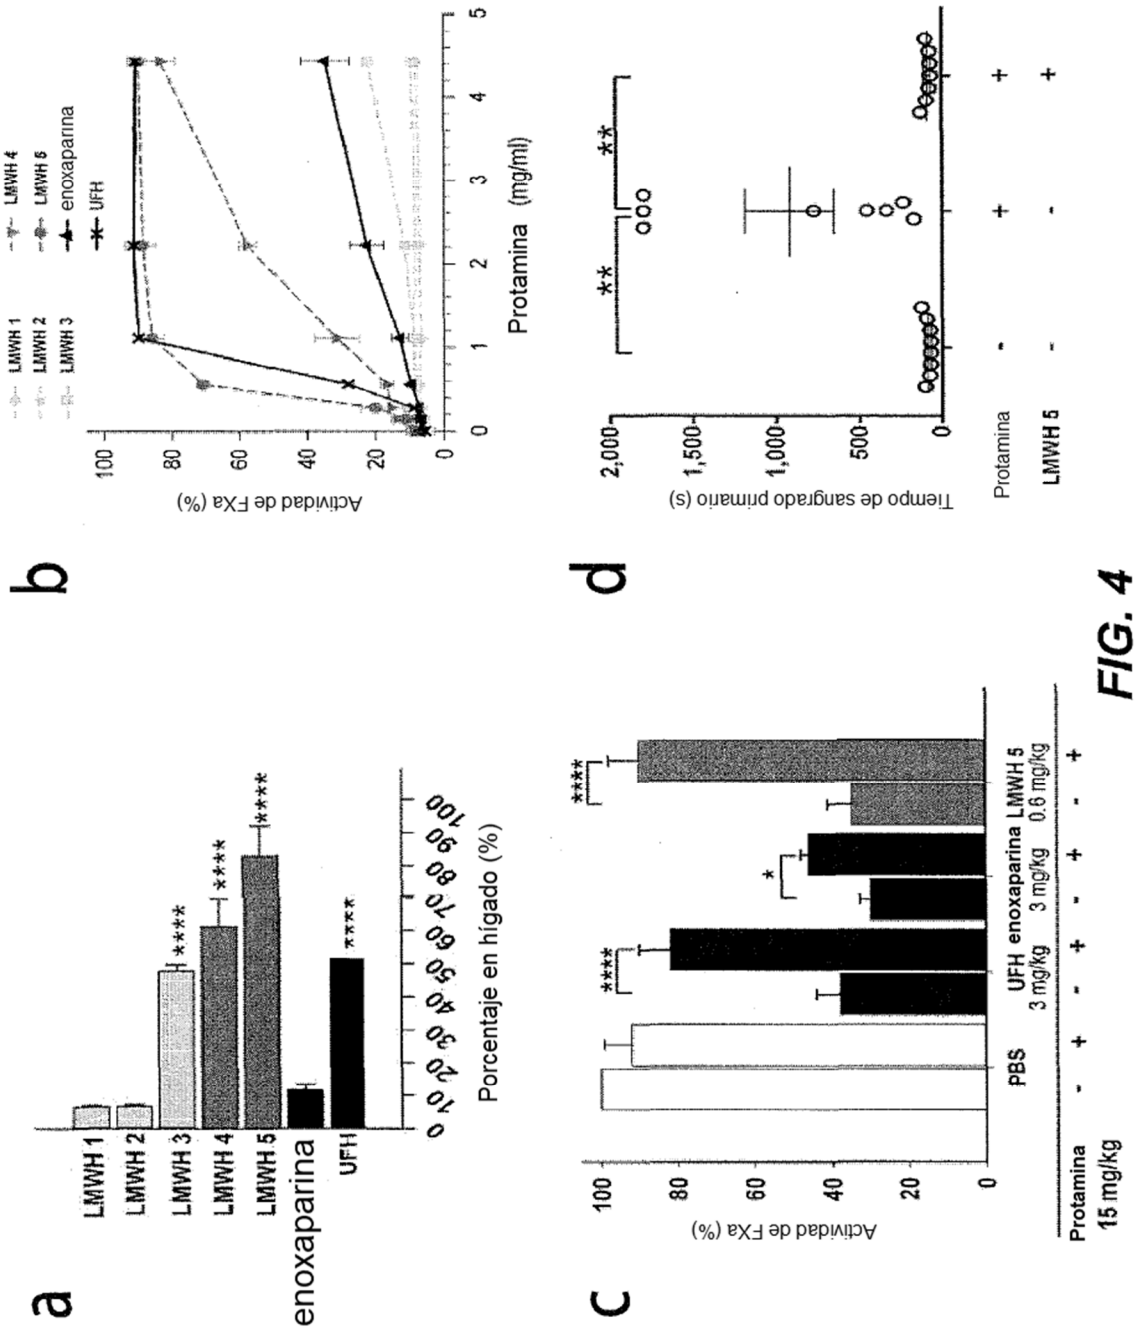 a
LMWH 1
LMWH 2
LMWH 3
****
LMWH 4
****
LMWH 5
****
enoxaparina
UFH
****
0 10 20 30 40 50 60 70 80 90 100
Porcentaje en hígado (%)
b
LMWH 1
LMWH 2
LMWH 3
LMWH 4
LMWH 5
enoxaparina
UFH
Actividad de FXa (%)
100
80
60
40
20
0
0 1 2 3 4 5
Protamina (mg/ml)
c
Actividad de FXa (%)
100
80
60
40
20
0
****
*
****
PBS
UFH enoxaparina LMWH 5
3 mg/kg 3 mg/kg 0.6 mg/kg
Protamina
15 mg/kg
- + - + - + - +
d
Tiempo de sangrado primario (s)
2,000
1,500
1,000
500
0
** **
Protamina - + +
LMWH 5 - - +
FIG. 4